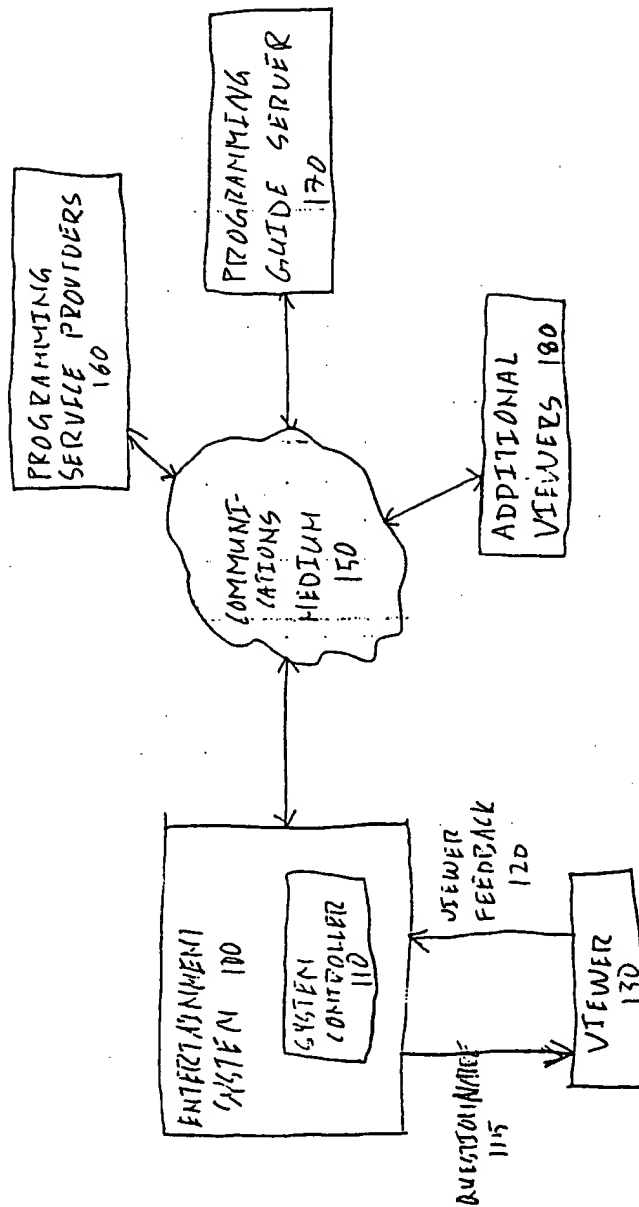 ENTERTAINMENT
SYSTEM 100
SYSTEM
CONTROLLER
110
QUESTIONNAIRE
115
VIEWER
FEEDBACK
120
VIEWER
130
COMMUNI-
CATIONS
MEDIUM
150
PROGRAMMING
SERVICE PROVIDERS
160
PROGRAMMING
GUIDE SERVER
170
ADDITIONAL
VIEWERS 180